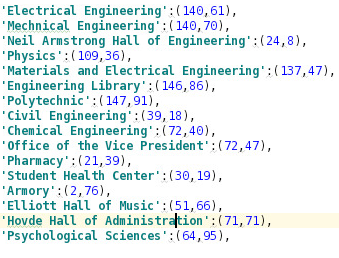 'Electrical Engineering':(140,61),
'Mechnical Engineering':(140,70),
'Neil Armstrong Hall of Engineering':(24,8),
'Physics':(109,36),
'Materials and Electrical Engineering':(137,47),
'Engineering Library':(146,86),
'Polytechnic':(147,91),
'Civil Engineering':(39,18),
'Chemical Engineering':(72,40),
'Office of the Vice President':(72,47),
'Pharmacy':(21,39),
'Student Health Center':(30,19),
'Armory':(2,76),
'Elliott Hall of Music':(51,66),
'Hovde Hall of Administration':(71,71),
'Psychological Sciences':(64,95),